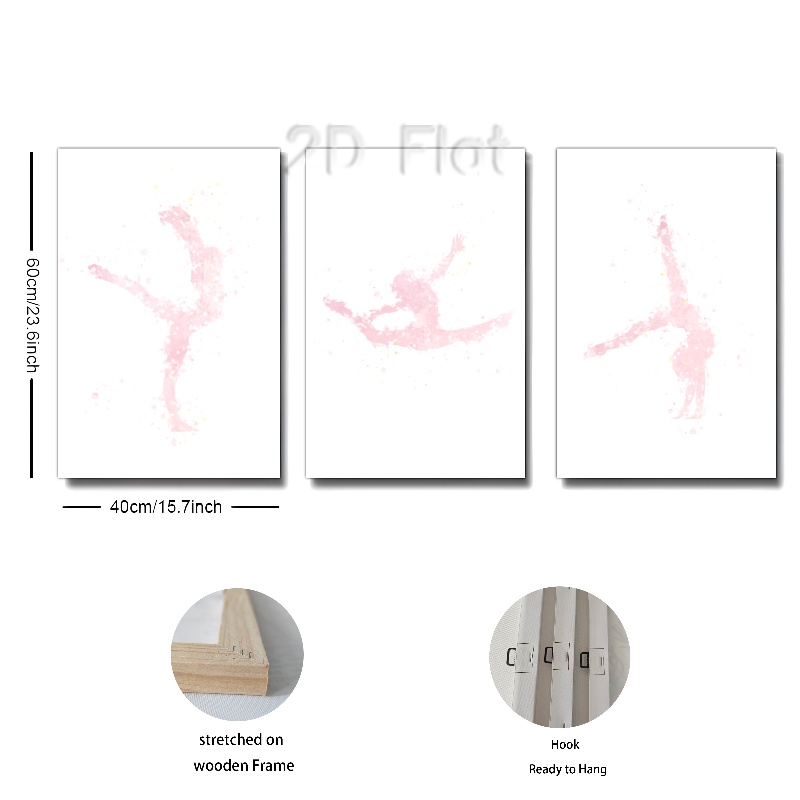 2D Flat
60cm/23.6inch
40cm/15.7inch
stretched on
wooden Frame
Hook
Ready to Hang